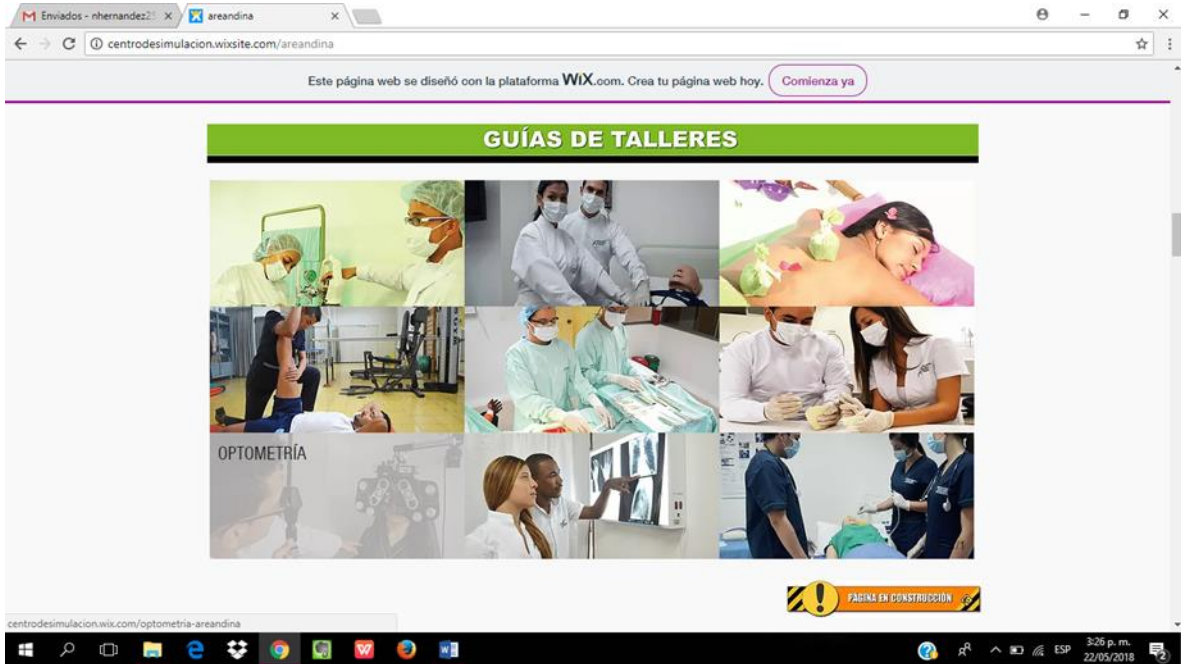 Enviados - nhernandez2
areandina
centrodesimulacion.wixsite.com/areandina
Este página web se diseñó con la plataforma WiX.com. Crea tu página web hoy. Comienza ya
GUÍAS DE TALLERES
OPTOMETRÍA
PÁGINA EN CONSTRUCCIÓN
centrodesimulacion.wix.com/optometria-areandina
ESP
3:26 p. m.
22/05/2018